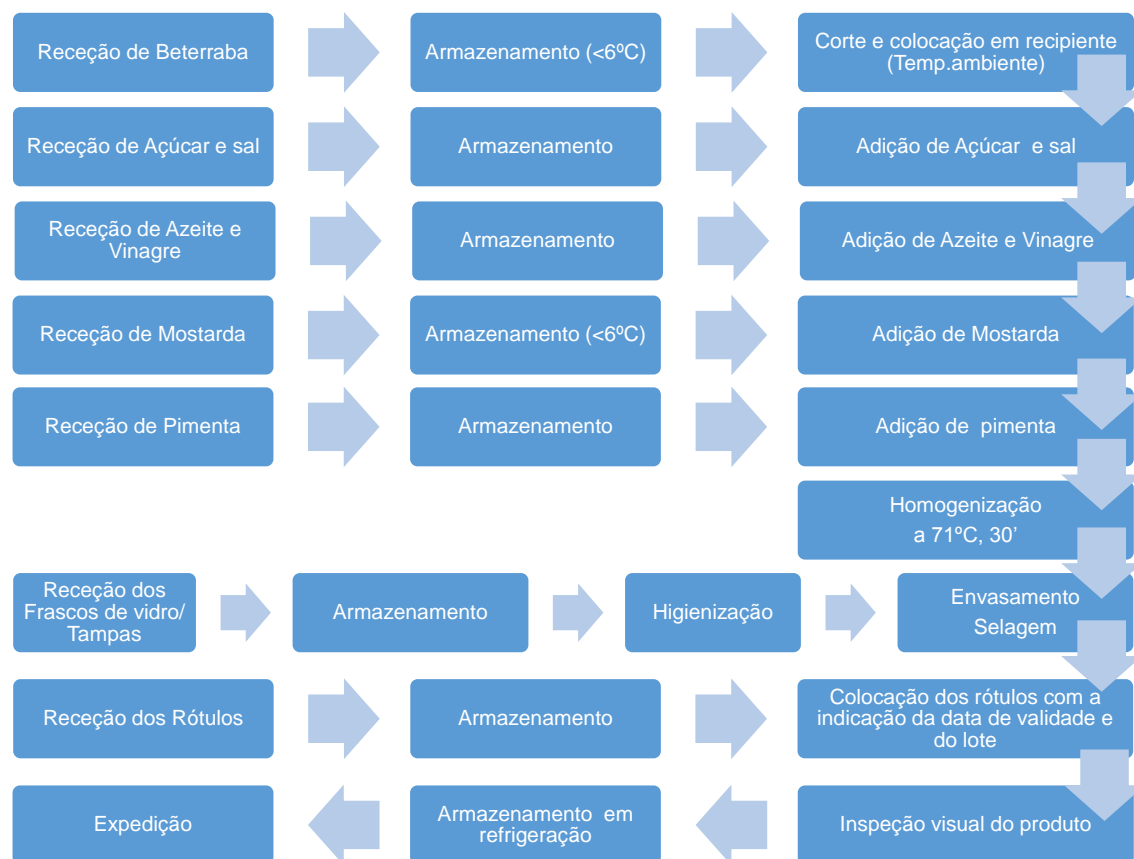 Receção de Beterraba
Armazenamento (<6ºC)
Corte e colocação em recipiente
(Temp.ambiente)
Receção de Açúcar e sal
Armazenamento
Adição de Açúcar e sal
Receção de Azeite e
Vinagre
Armazenamento
Adição de Azeite e Vinagre
Receção de Mostarda
Armazenamento (<6ºC)
Adição de Mostarda
Receção de Pimenta
Armazenamento
Adição de pimenta
Homogenização
a 71ºC, 30’
Receção dos
Frascos de vidro/
Tampas
Armazenamento
Higienização
Envasamento
Selagem
Receção dos Rótulos
Armazenamento
Colocação dos rótulos com a
indicação da data de validade e
do lote
Expedição
Armazenamento em
refrigeração
Inspeção visual do produto